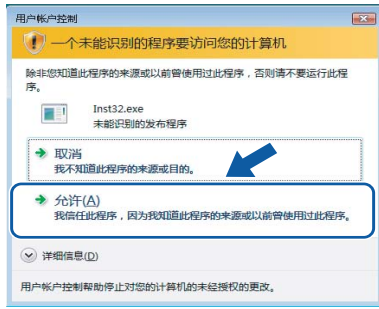 用户帐户控制
一个未能识别的程序要访问您的计算机
除非您知道此程序的来源或以前曾使用过此程序，否则请不要运行此程
序。
Inst32.exe
未能识别的发布程序
取消
我不知道此程序的来源或目的。
允许(A)
我信任此程序，因为我知道此程序的来源或以前曾使用过此程序。
详细信息(D)
用户帐户控制帮助停止对您的计算机的未经授权的更改。